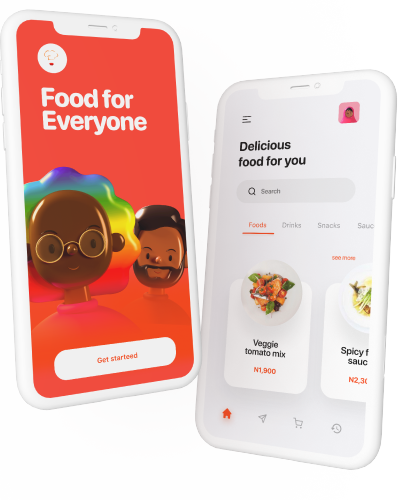 Food for
Everyone
Get starteed
Delicious
food for you
Search
Foods
Drinks
Snacks
Sauc
see more
Veggie
tomato mix
N1,900
Spicy f
sauc
N2,30